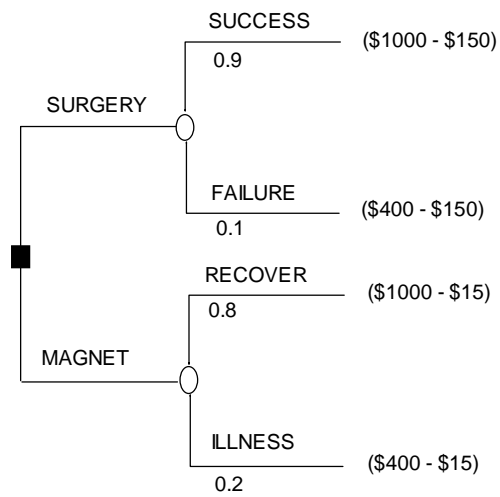 SUCCESS
($1000 - $150)
0.9
SURGERY
FAILURE
($400 - $150)
0.1
RECOVER
($1000 - $15)
0.8
MAGNET
ILLNESS
($400 - $15)
0.2